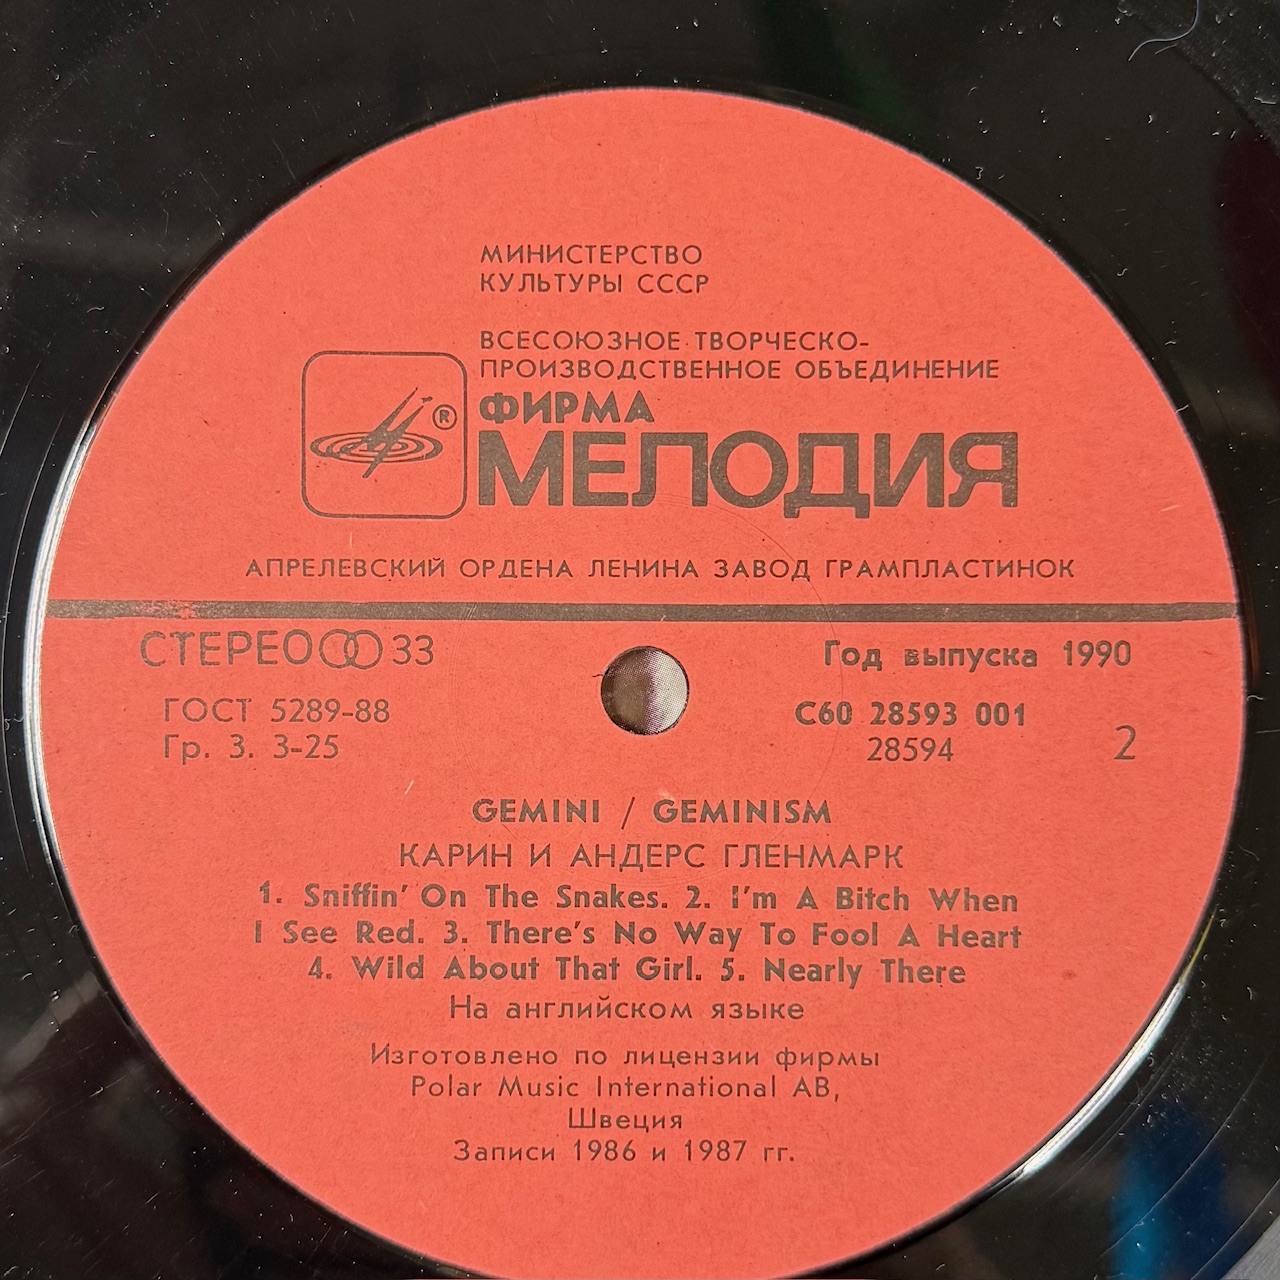 МИНИСТЕРСТВО
КУЛЬТУРЫ СССР
ВСЕСОЮЗНОЕ ТВОРЧЕСКО-
ПРОИЗВОДСТВЕННОЕ ОБЪЕДИНЕНИЕ
ФИРМА
®
МЕЛОДИЯ
АПРЕЛЕВСКИЙ ОРДЕНА ЛЕНИНА ЗАВОД ГРАМПЛАСТИНОК
СТЕРЕО 33
Год выпуска 1990
ГОСТ 5289-88
С60 28593 001
Гр. 3. 3-25
28594
2
GEMINI / GEMINISM
КАРИН И АНДЕРС ГЛЕНМАРК
1. Sniffin' On The Snakes. 2. I'm A Bitch When
I See Red. 3. There's No Way To Fool A Heart
4. Wild About That Girl. 5. Nearly There
На английском языке
Изготовлено по лицензии фирмы
Polar Music International AB,
Швеция
Записи 1986 и 1987 гг.